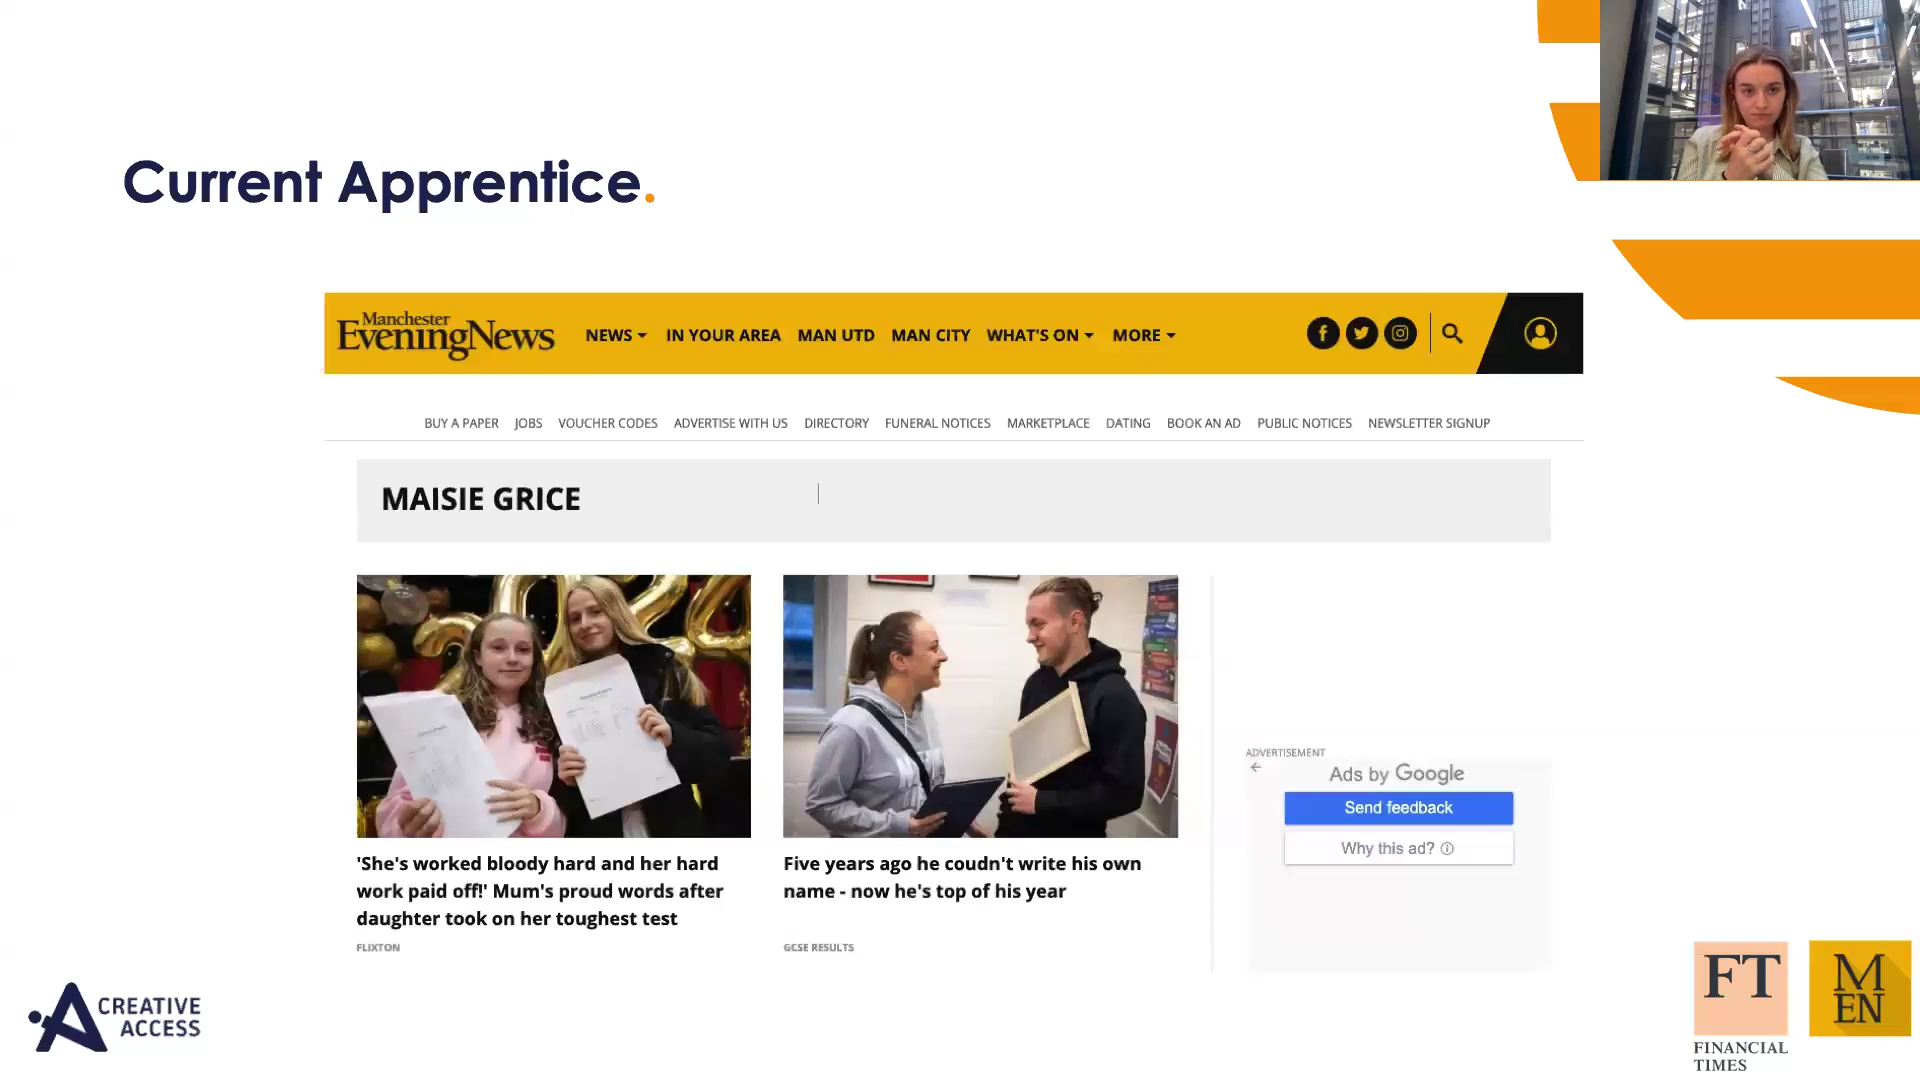 Current Apprentice.
Manchester
Evening News
NEWS IN YOUR AREA MAN UTD MAN CITY WHAT'S ON MORE
BUY A PAPER JOBS VOUCHER CODES ADVERTISE WITH US DIRECTORY FUNERAL NOTICES MARKETPLACE DATING BOOK AN AD PUBLIC NOTICES NEWSLETTER SIGNUP
MAISIE GRICE
'She's worked bloody hard and her hard
work paid off!' Mum's proud words after
daughter took on her toughest test
FLIXTON
Five years ago he coudn't write his own
name - now he's top of his year
GCSE RESULTS
ADVERTISEMENT
Ads by Google
Send feedback
Why this ad?
CREATIVE
ACCESS
FT
FINANCIAL
TIMES
M
EN